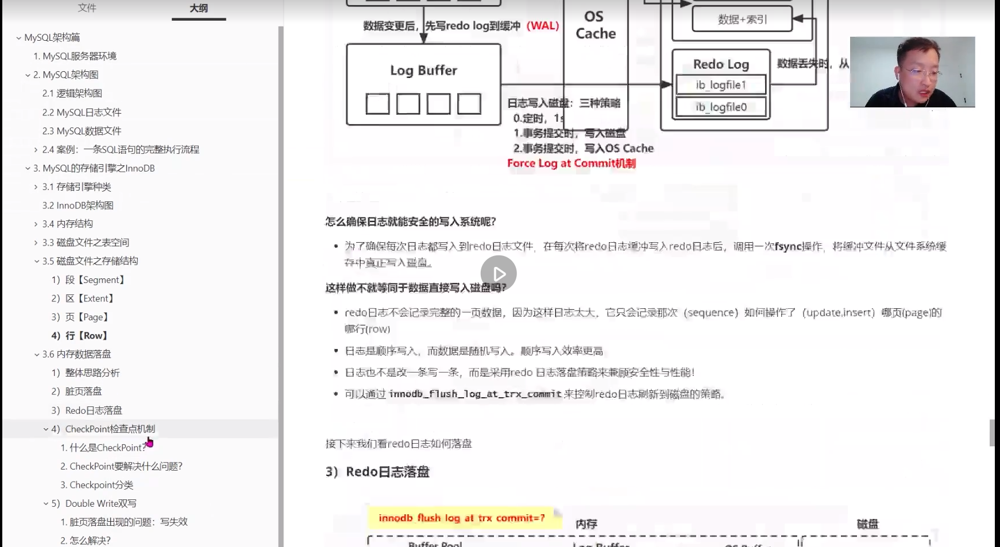 文件
大纲
MySQL架构篇
1. MySQL服务器环境
2. MySQL架构图
2.1 逻辑架构图
2.2 MySQL日志文件
2.3 MySQL数据文件
2.4 案例：一条SQL语句的完整执行流程
3. MySQL的存储引擎之InnoDB
3.1 存储引擎种类
3.2 InnoDB架构图
3.4 内存结构
3.3 磁盘文件之表空间
3.5 磁盘文件之存储结构
1）段【Segment】
2）区【Extent】
3）页【Page】
4）行【Row】
3.6 内存数据落盘
1）整体思路分析
2）脏页落盘
3）Redo日志落盘
4）CheckPoint检查点机制
1. 什么是CheckPoint?
2. CheckPoint要解决什么问题?
3. Checkpoint分类
5）Double Write双写
1. 脏页落盘出现的问题：写失效
2. 怎么解决?
数据变更后，先写redo log到缓冲（WAL）
OS
Cache
数据+索引
Log Buffer
Redo Log
ib_logfile1
ib_logfile0
数据丢失时，从
日志写入磁盘：三种策略
0.定时，1s
1.事务提交时，写入磁盘
2.事务提交时，写入OS Cache
Force Log at Commit机制
怎么确保日志就能安全的写入系统呢?
• 为了确保每次日志都写入到redo日志文件，在每次将redo日志缓冲写入redo日志后，调用一次fsync操作，将缓冲文件从文件系统缓
存中真正写入磁盘。
这样做不就等同于数据直接写入磁盘吗?
• redo日志不会记录完整的一页数据，因为这样日志太大，它只会记录那次（sequence）如何操作了（update,insert）哪页(page)的
哪行(row)
• 日志是顺序写入，而数据是随机写入。顺序写入效率更高
• 日志也不是改一条写一条，而是采用redo 日志落盘策略来兼顾安全性与性能!
• 可以通过 innodb_flush_log_at_trx_commit 来控制redo日志刷新到磁盘的策略。
接下来我们看redo日志如何落盘
3）Redo日志落盘
innodb flush log at trx commit=?
内存
磁盘
Buffer Pool
Log Buffer
OS Buffer